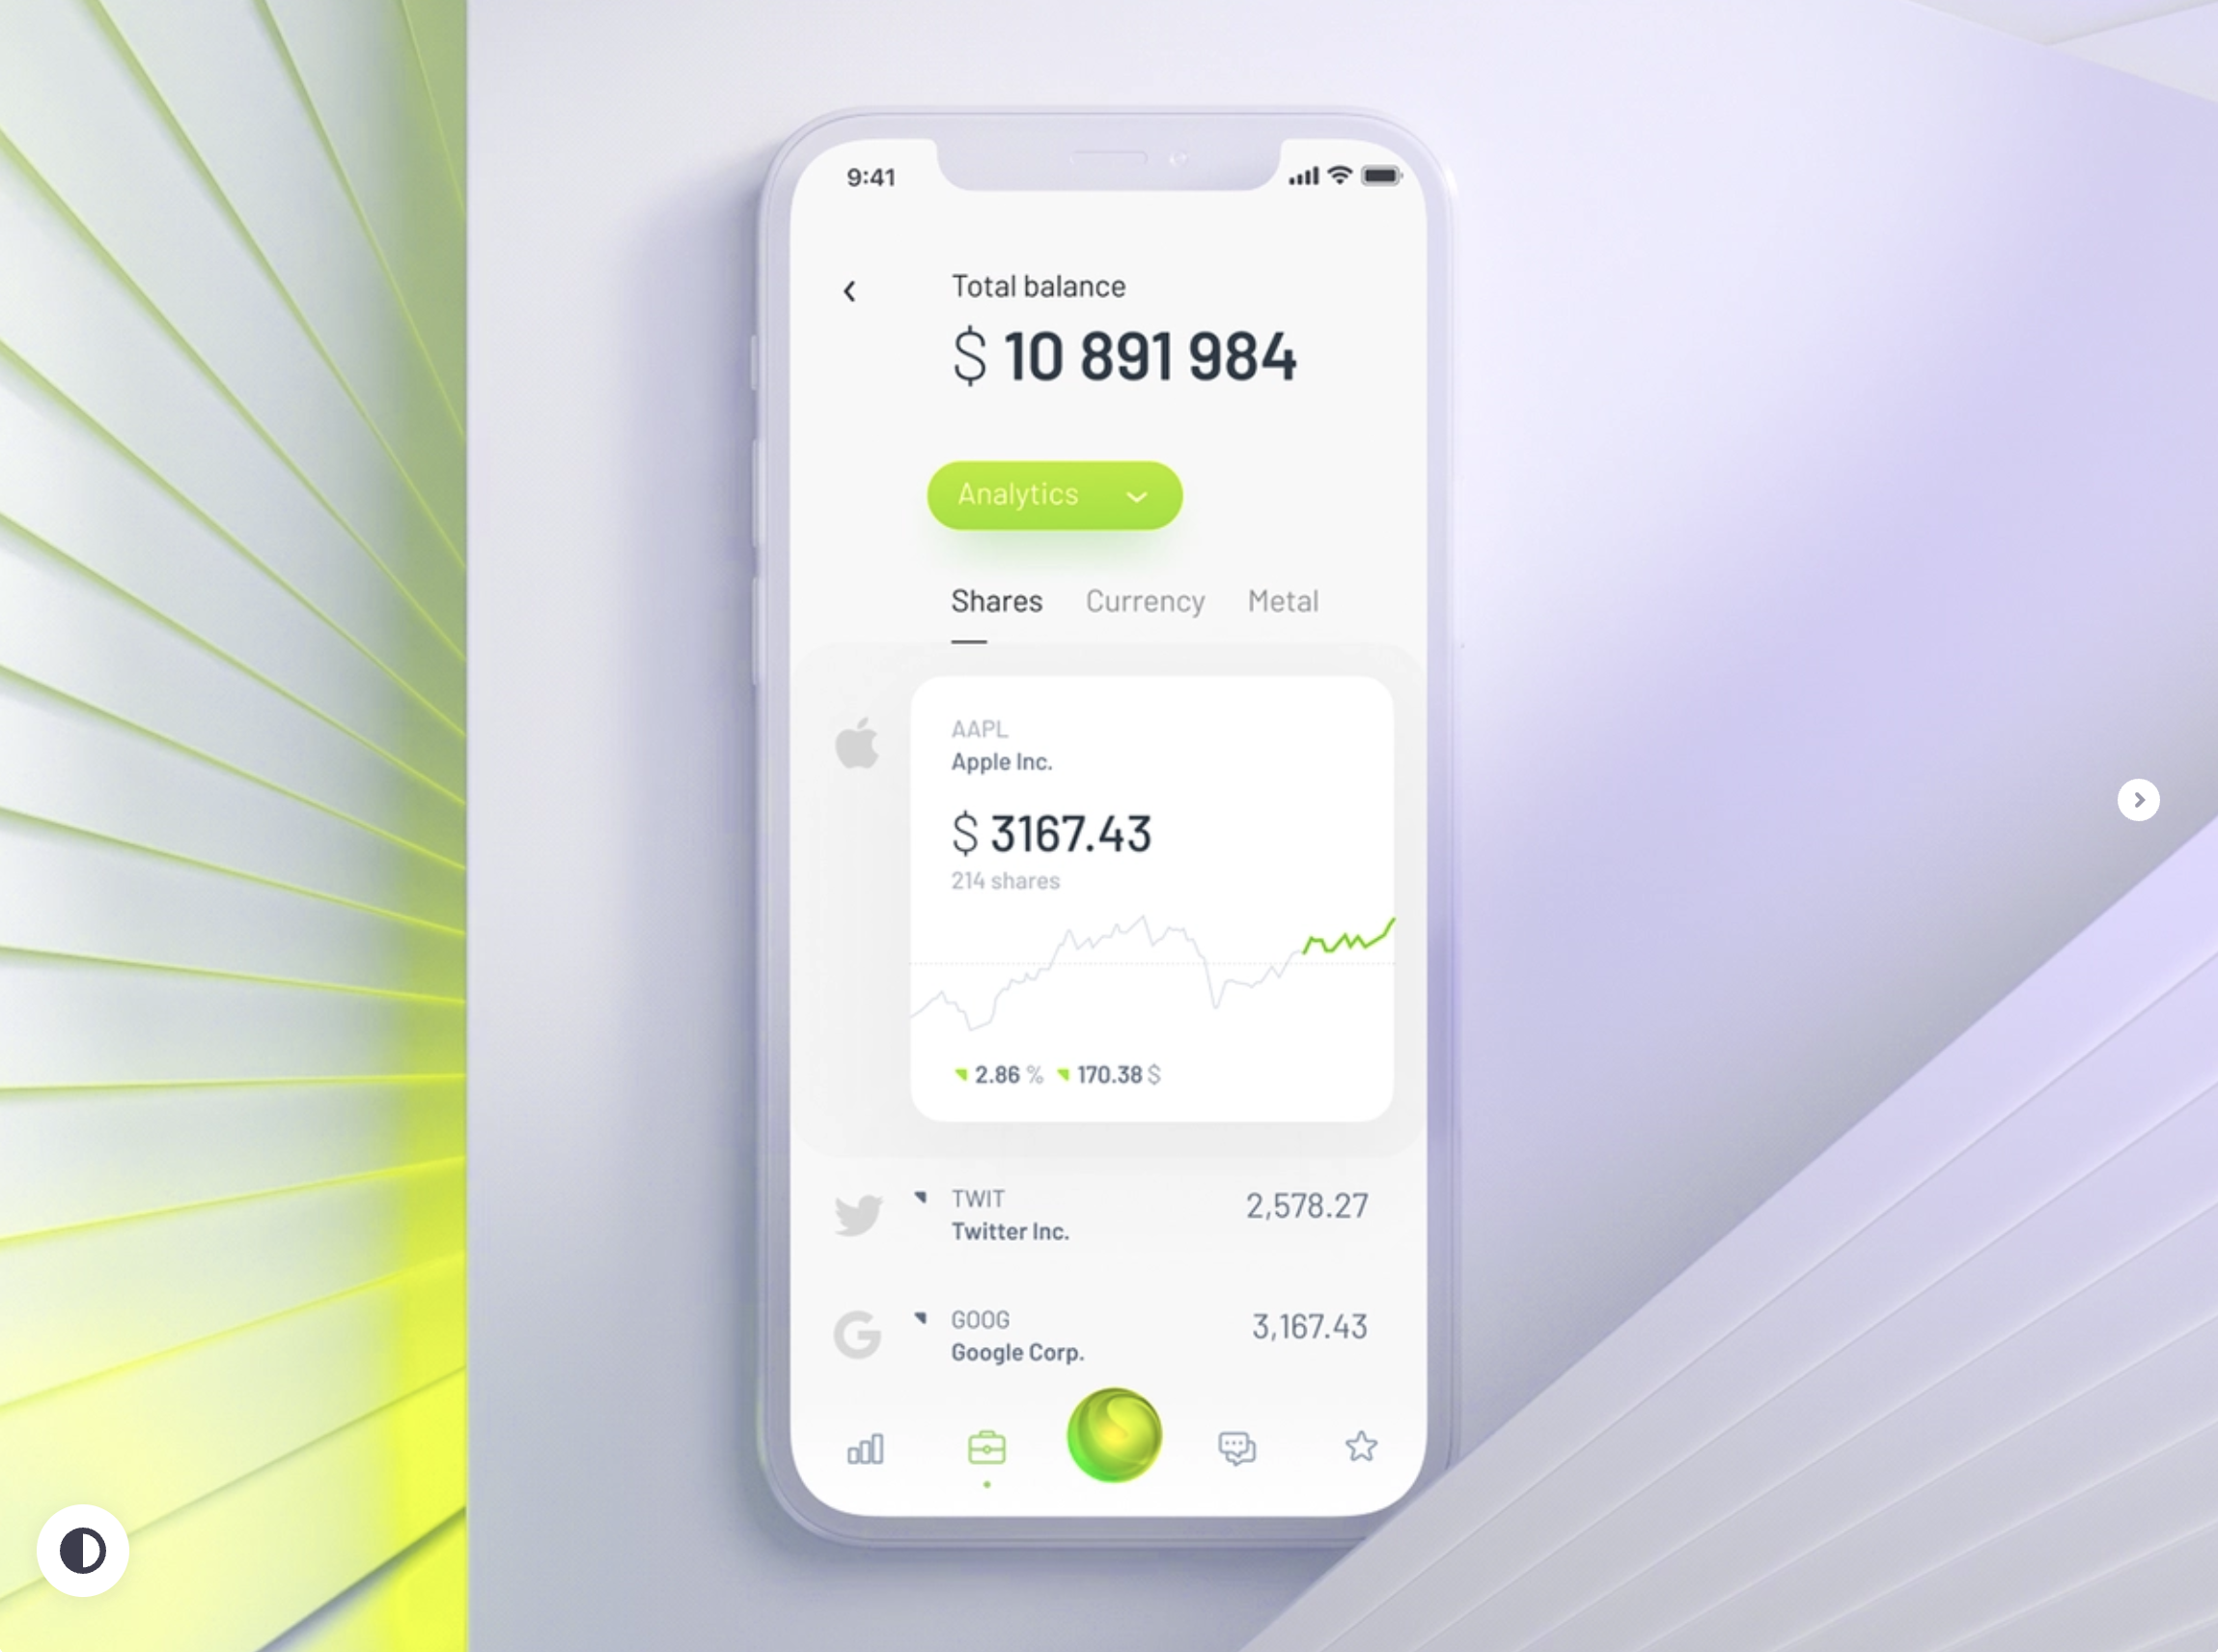 9:41
Total balance
$ 10 891 984
Analytics
Shares Currency Metal
AAPL
Apple Inc.
$ 3167.43
214 shares
2.86 % 170.38 $
TWIT 2,578.27
Twitter Inc.
GOOG 3,167.43
Google Corp.